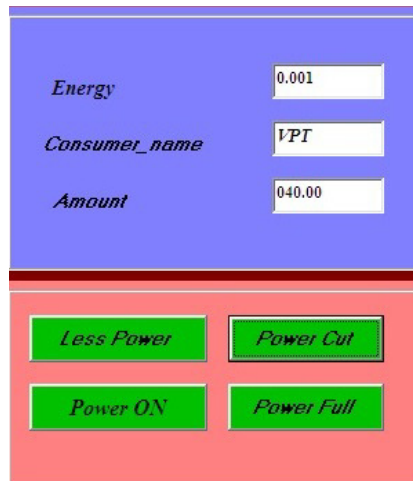 Energy 0.001
Consumer_name VPT
Amount 040.00
Less Power Power Cut
Power ON Power Full